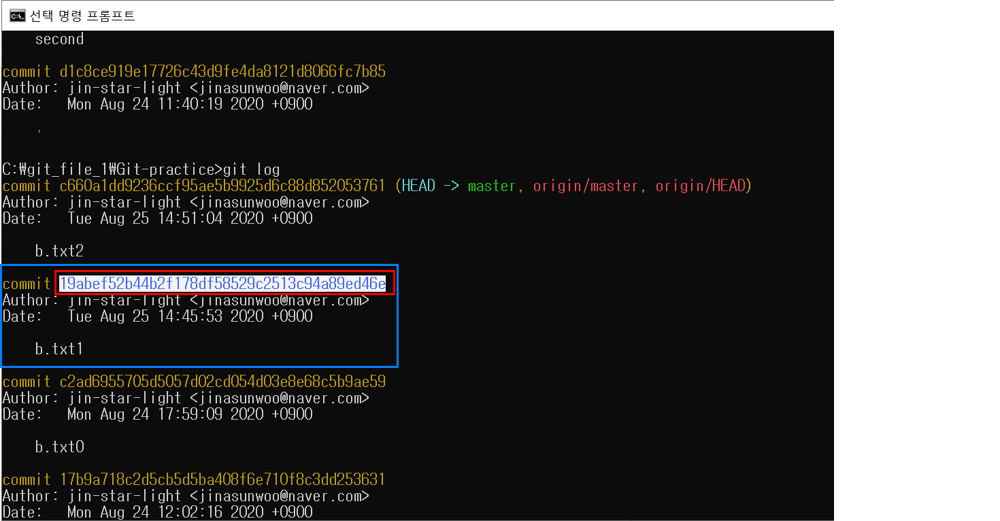 선택 명령 프롬프트
second
commit d1c8ce919e17726c43d9fe4da8121d8066fc7b85
Author: jin-star-light <jinasunwoo@naver.com>
Date:   Mon Aug 24 11:40:19 2020 +0900
'
C:₩git_file_1₩Git-practice>git log
commit c660a1dd9236ccf95ae5b9925d6c88d852053761 (HEAD -> master, origin/master, origin/HEAD)
Author: jin-star-light <jinasunwoo@naver.com>
Date:   Tue Aug 25 14:51:04 2020 +0900
b.txt2
commit 19abef52b44b2f178df58529c2513c94a89ed46e
Author: jin-star-light <jinasunwoo@naver.com>
Date:   Tue Aug 25 14:45:53 2020 +0900
b.txt1
commit c2ad6955705d5057d02cd054d03e8e68c5b9ae59
Author: jin-star-light <jinasunwoo@naver.com>
Date:   Mon Aug 24 17:59:09 2020 +0900
b.txt0
commit 17b9a718c2d5cb5d5ba408f6e710f8c3dd253631
Author: jin-star-light <jinasunwoo@naver.com>
Date:   Mon Aug 24 12:02:16 2020 +0900